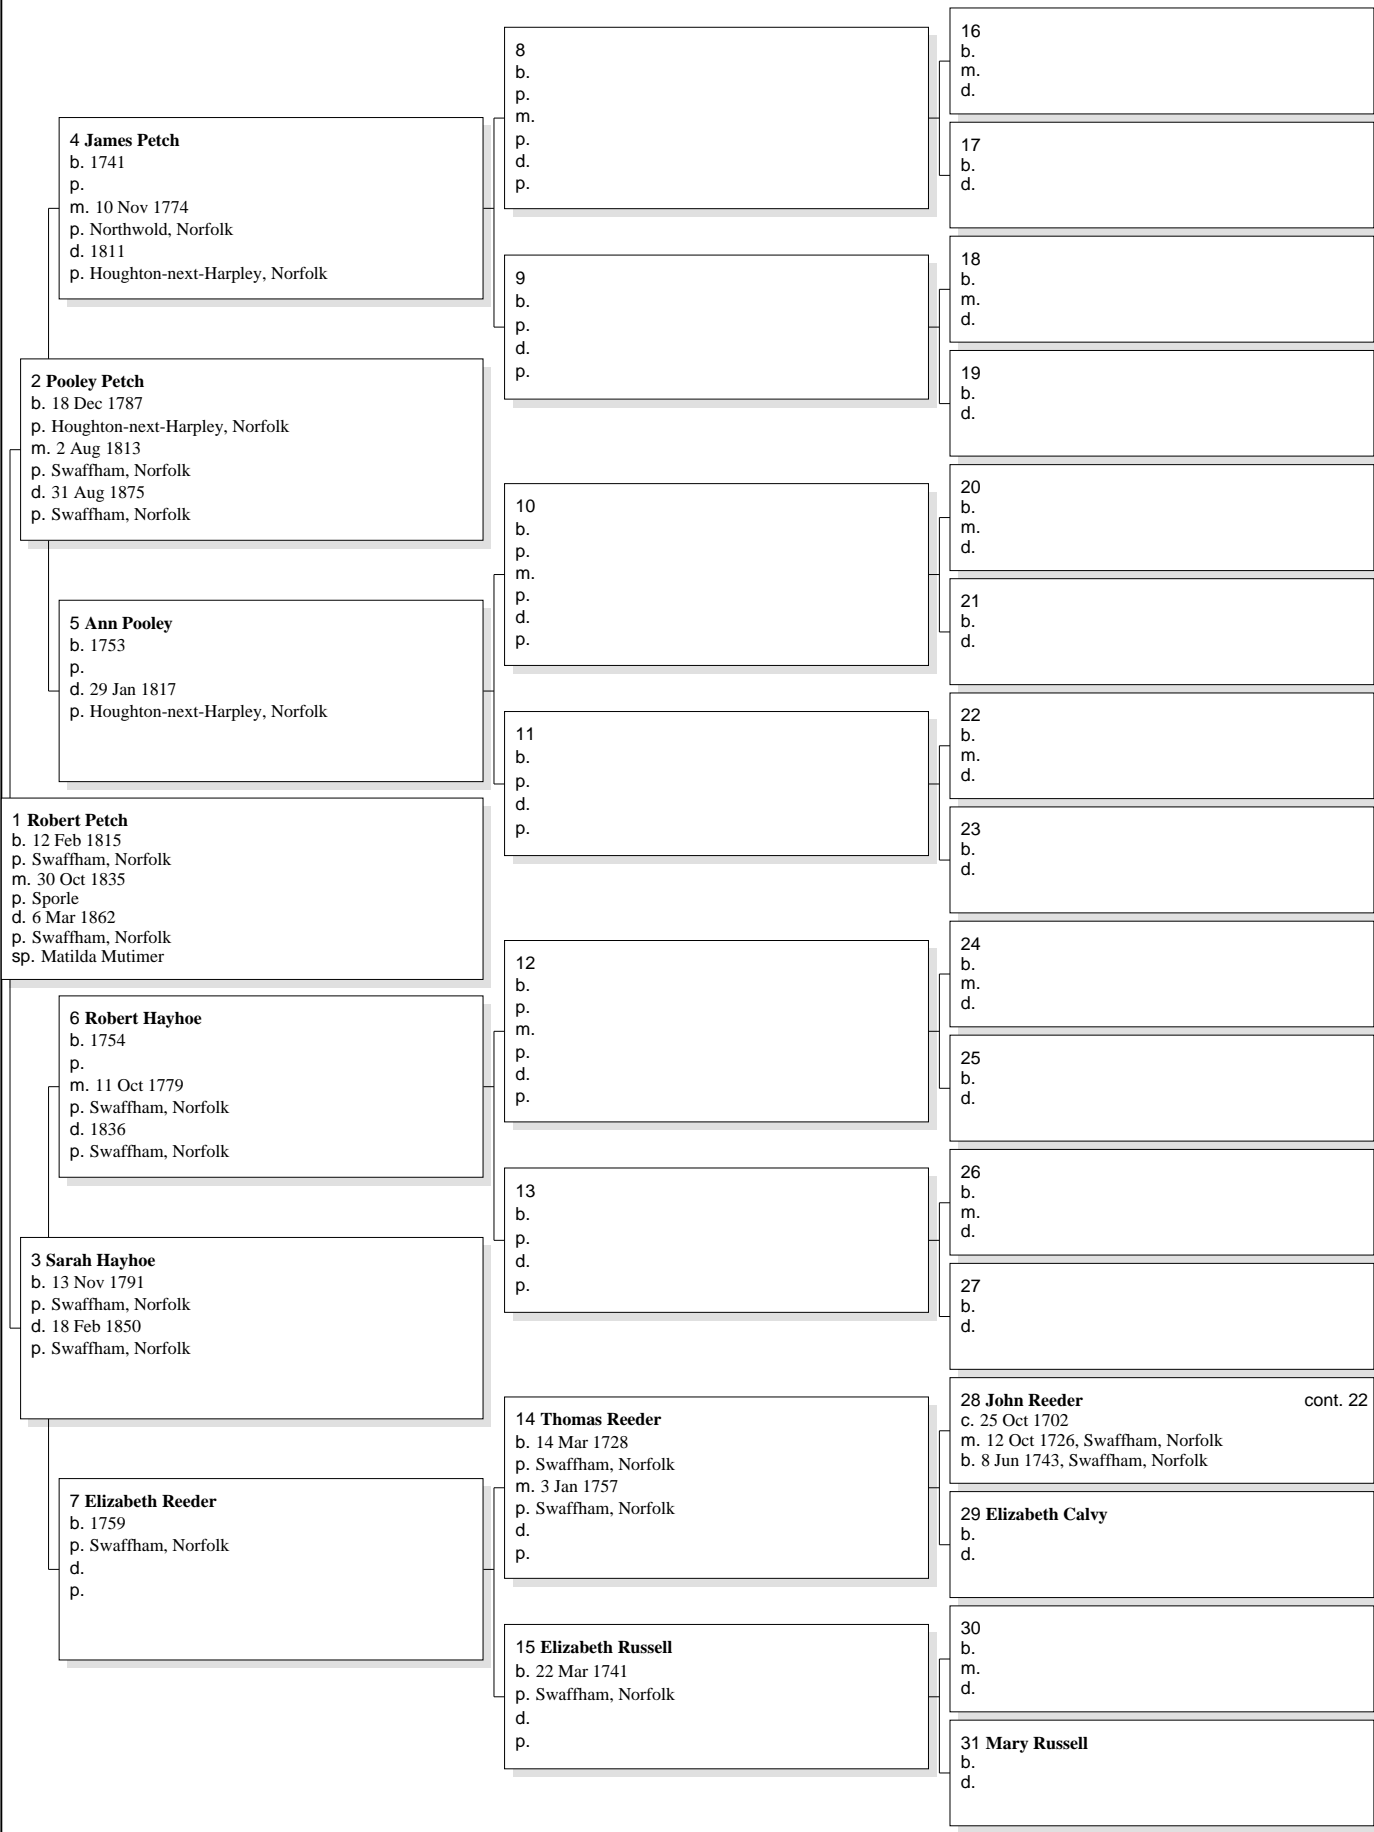 16
b.
m.
d.
8
b.
p.
m.
p.
d.
p.
17
b.
d.
4 James Petch
b. 1741
p.
m. 10 Nov 1774
p. Northwold, Norfolk
d. 1811
p. Houghton-next-Harpley, Norfolk
18
b.
m.
d.
9
b.
p.
d.
p.
19
b.
d.
2 Pooley Petch
b. 18 Dec 1787
p. Houghton-next-Harpley, Norfolk
m. 2 Aug 1813
p. Swaffham, Norfolk
d. 31 Aug 1875
p. Swaffham, Norfolk
20
b.
m.
d.
10
b.
p.
m.
p.
d.
p.
21
b.
d.
5 Ann Pooley
b. 1753
p.
d. 29 Jan 1817
p. Houghton-next-Harpley, Norfolk
22
b.
m.
d.
11
b.
p.
d.
p.
23
b.
d.
1 Robert Petch
b. 12 Feb 1815
p. Swaffham, Norfolk
m. 30 Oct 1835
p. Sporle
d. 6 Mar 1862
p. Swaffham, Norfolk
sp. Matilda Mutimer
24
b.
m.
d.
12
b.
p.
m.
p.
d.
p.
25
b.
d.
6 Robert Hayhoe
b. 1754
p.
m. 11 Oct 1779
p. Swaffham, Norfolk
d. 1836
p. Swaffham, Norfolk
26
b.
m.
d.
13
b.
p.
d.
p.
27
b.
d.
3 Sarah Hayhoe
b. 13 Nov 1791
p. Swaffham, Norfolk
d. 18 Feb 1850
p. Swaffham, Norfolk
28 John Reeder cont. 22
c. 25 Oct 1702
m. 12 Oct 1726, Swaffham, Norfolk
b. 8 Jun 1743, Swaffham, Norfolk
14 Thomas Reeder
b. 14 Mar 1728
p. Swaffham, Norfolk
m. 3 Jan 1757
p. Swaffham, Norfolk
d.
p.
29 Elizabeth Calvy
b.
d.
7 Elizabeth Reeder
b. 1759
p. Swaffham, Norfolk
d.
p.
30
b.
m.
d.
15 Elizabeth Russell
b. 22 Mar 1741
p. Swaffham, Norfolk
d.
p.
31 Mary Russell
b.
d.